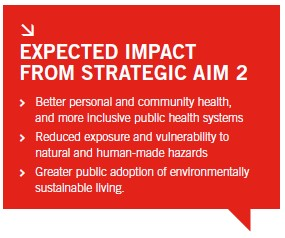 EXPECTED IMPACT
FROM STRATEGIC AIM 2
Better personal and community health,
and more inclusive public health systems
Reduced exposure and vulnerability to
natural and human-made hazards
Greater public adoption of environmentally
sustainable living.